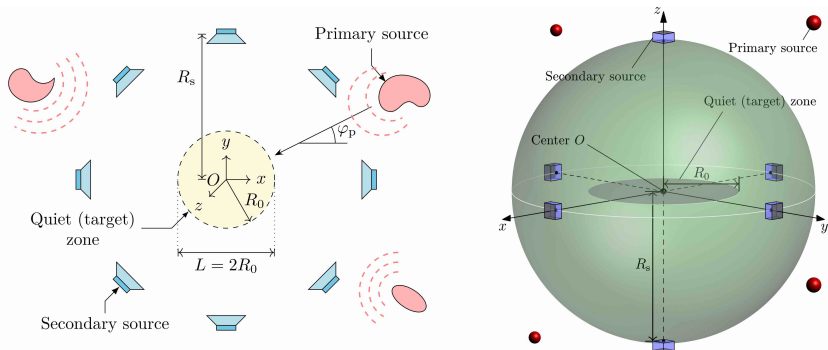 Primary source
R_s
φ_p
y
O
x
z
R_0
Quiet (target)
zone
L = 2R_0
Secondary source
z
Primary source
Secondary source
Quiet (target) zone
Center O
R_0
x
y
R_s